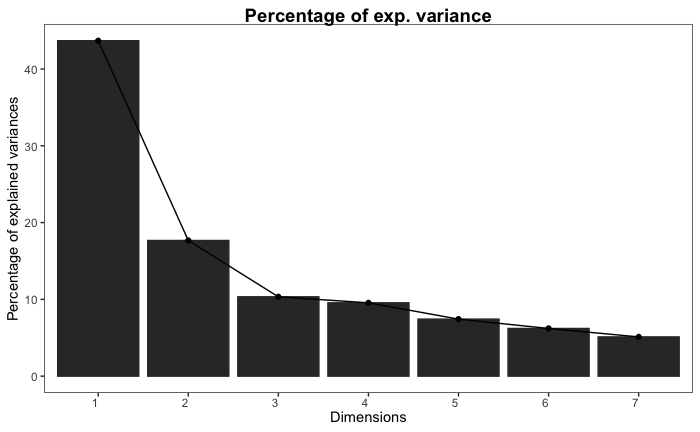 Percentage of exp. variance
Percentage of explained variances
40
30
20
10
0
1 2 3 4 5 6 7
Dimensions